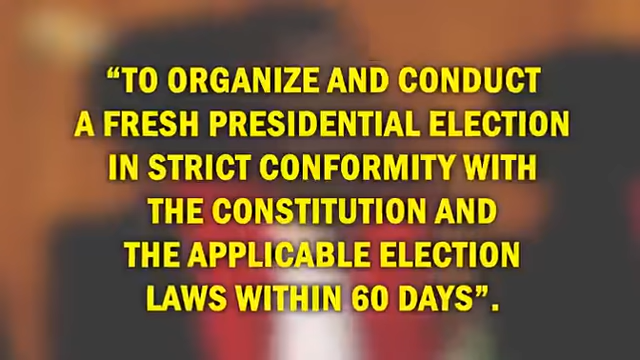 “TO ORGANIZE AND CONDUCT
A FRESH PRESIDENTIAL ELECTION
IN STRICT CONFORMITY WITH
THE CONSTITUTION AND
THE APPLICABLE ELECTION
LAWS WITHIN 60 DAYS”.